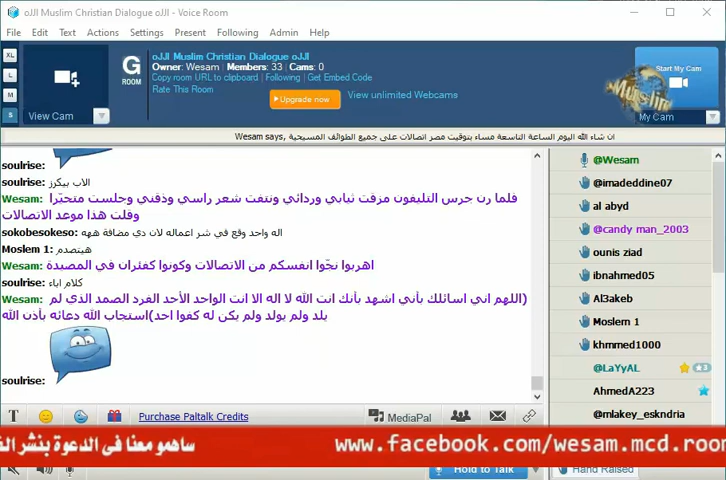 oJJl Muslim Christian Dialogue oJJl - Voice Room
File Edit Text Actions Settings Present Following Admin Help
XL
L
M
S
View Cam
G
ROOM
oJJl Muslim Christian Dialogue oJJl
Owner: Wesam | Members: 33 | Cams: 0
Copy room URL to clipboard | Following | Get Embed Code
Rate This Room
Upgrade now
View unlimited Webcams
Start My Cam
Muslim
My Cam
Wesam says, ان شاء الله اليوم الساعة التاسعة مساء بتوقيت مصر اتصالات على جميع الطوائف المسيحية
soulrise:
soulrise: الاب بيكرز
Wesam: فلما رن جرس التليفون مزقت ثيابي وردائي ونتفت شعر راسي وذقني وجلست متحيّرا
وقلت هذا موعد الاتصالات
sokobesokeso: اله واحد وقع في شر اعماله لان دي مضافة ههه
Moslem 1: هيتصدم
Wesam: اهربوا نجّوا انفسكم من الاتصالات وكونوا كفئران في المصيدة
soulrise: كلام اباء
Wesam: (اللهم اني اسائلك بأني اشهد بأنك انت الله لا اله الا انت الواحد الأحد الفرد الصمد الذي لم
يلد ولم يولد ولم يكن له كفوا احد)استجاب الله دعائه بأذن الله
soulrise:
@Wesam
@imadeddine07
al abyd
@candy man_2003
ounis ziad
ibnahmed05
Al3akeb
Moslem 1
khmmed1000
@LaYyAL
3
AhmedA223
@mlakey_eskndria
T
Purchase Paltalk Credits
MediaPal
ساهمو معنا فى الدعوة بنشر
www.facebook.com/wesam.mcd.room
Hold to Talk
Hand Raised